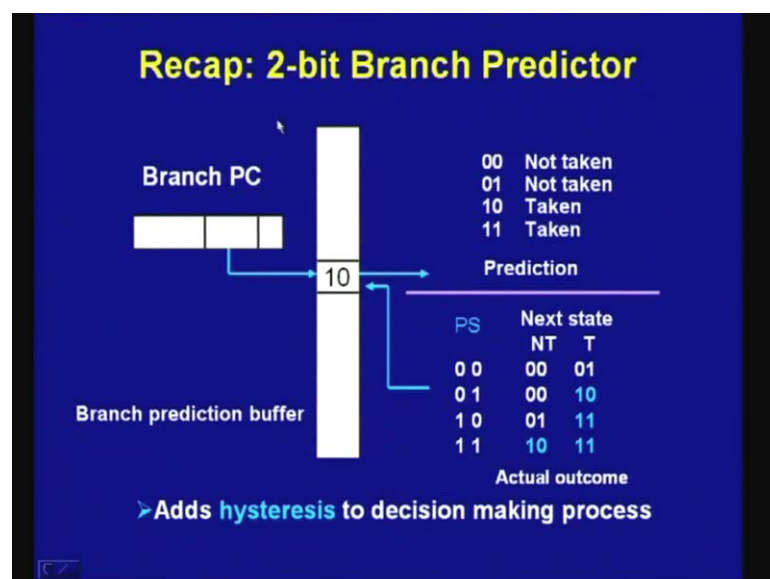 Recap: 2-bit Branch Predictor
Branch PC
00 Not taken
01 Not taken
10 Taken
11 Taken
10
Prediction
PS Next state
NT T
0 0 00 01
0 1 00 10
1 0 01 11
1 1 10 11
Branch prediction buffer
Actual outcome
➢Adds hysteresis to decision making process